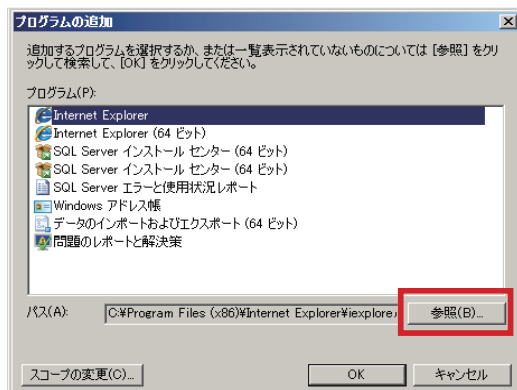 プログラムの追加
追加するプログラムを選択するか、または一覧表示されていないものについては [参照] をクリ
ックして検索して、[OK] をクリックしてください。
プログラム(P):
Internet Explorer
Internet Explorer (64 ビット)
SQL Server インストール センター (64 ビット)
SQL Server インストール センター (64 ビット)
SQL Server エラーと使用状況レポート
Windows アドレス帳
データのインポートおよびエクスポート (64 ビット)
問題のレポートと解決策
パス(A): C:¥Program Files (x86)¥Internet Explorer¥iexplore 参照(B)...
スコープの変更(C)... OK キャンセル